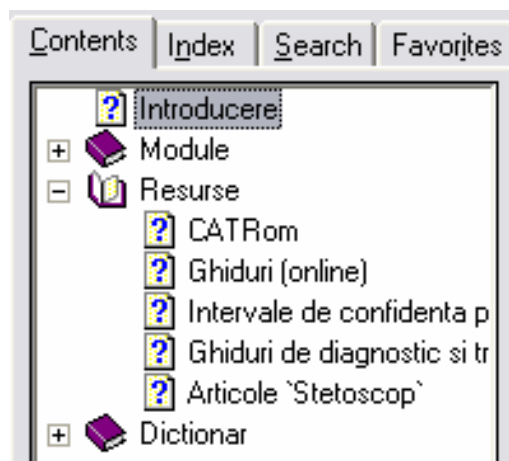 Contents Index Search Favorites
Introducere
Module
Resurse
CATRom
Ghiduri (online)
Intervale de confidenta p
Ghiduri de diagnostic si tr
Articole `Stetoscop`
Dictionar